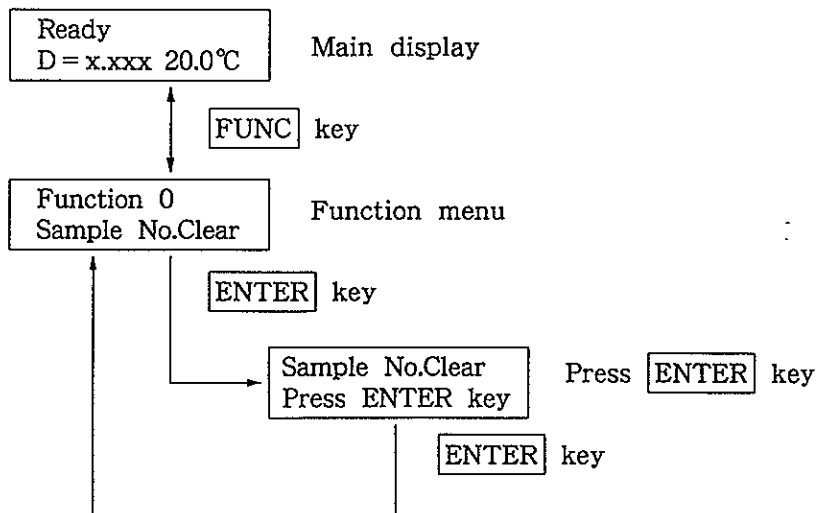 Ready
D = x.xxx 20.0℃
Main display
FUNC key
Function 0
Sample No.Clear
Function menu
ENTER key
Sample No.Clear
Press ENTER key
Press ENTER key
ENTER key